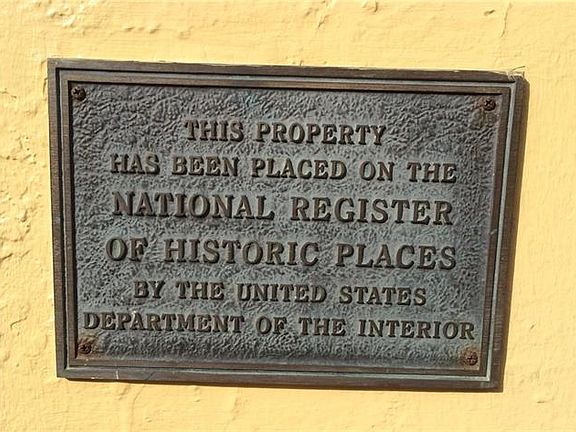 THIS PROPERTY
HAS BEEN PLACED ON THE
NATIONAL REGISTER
OF HISTORIC PLACES
BY THE UNITED STATES
DEPARTMENT OF THE INTERIOR